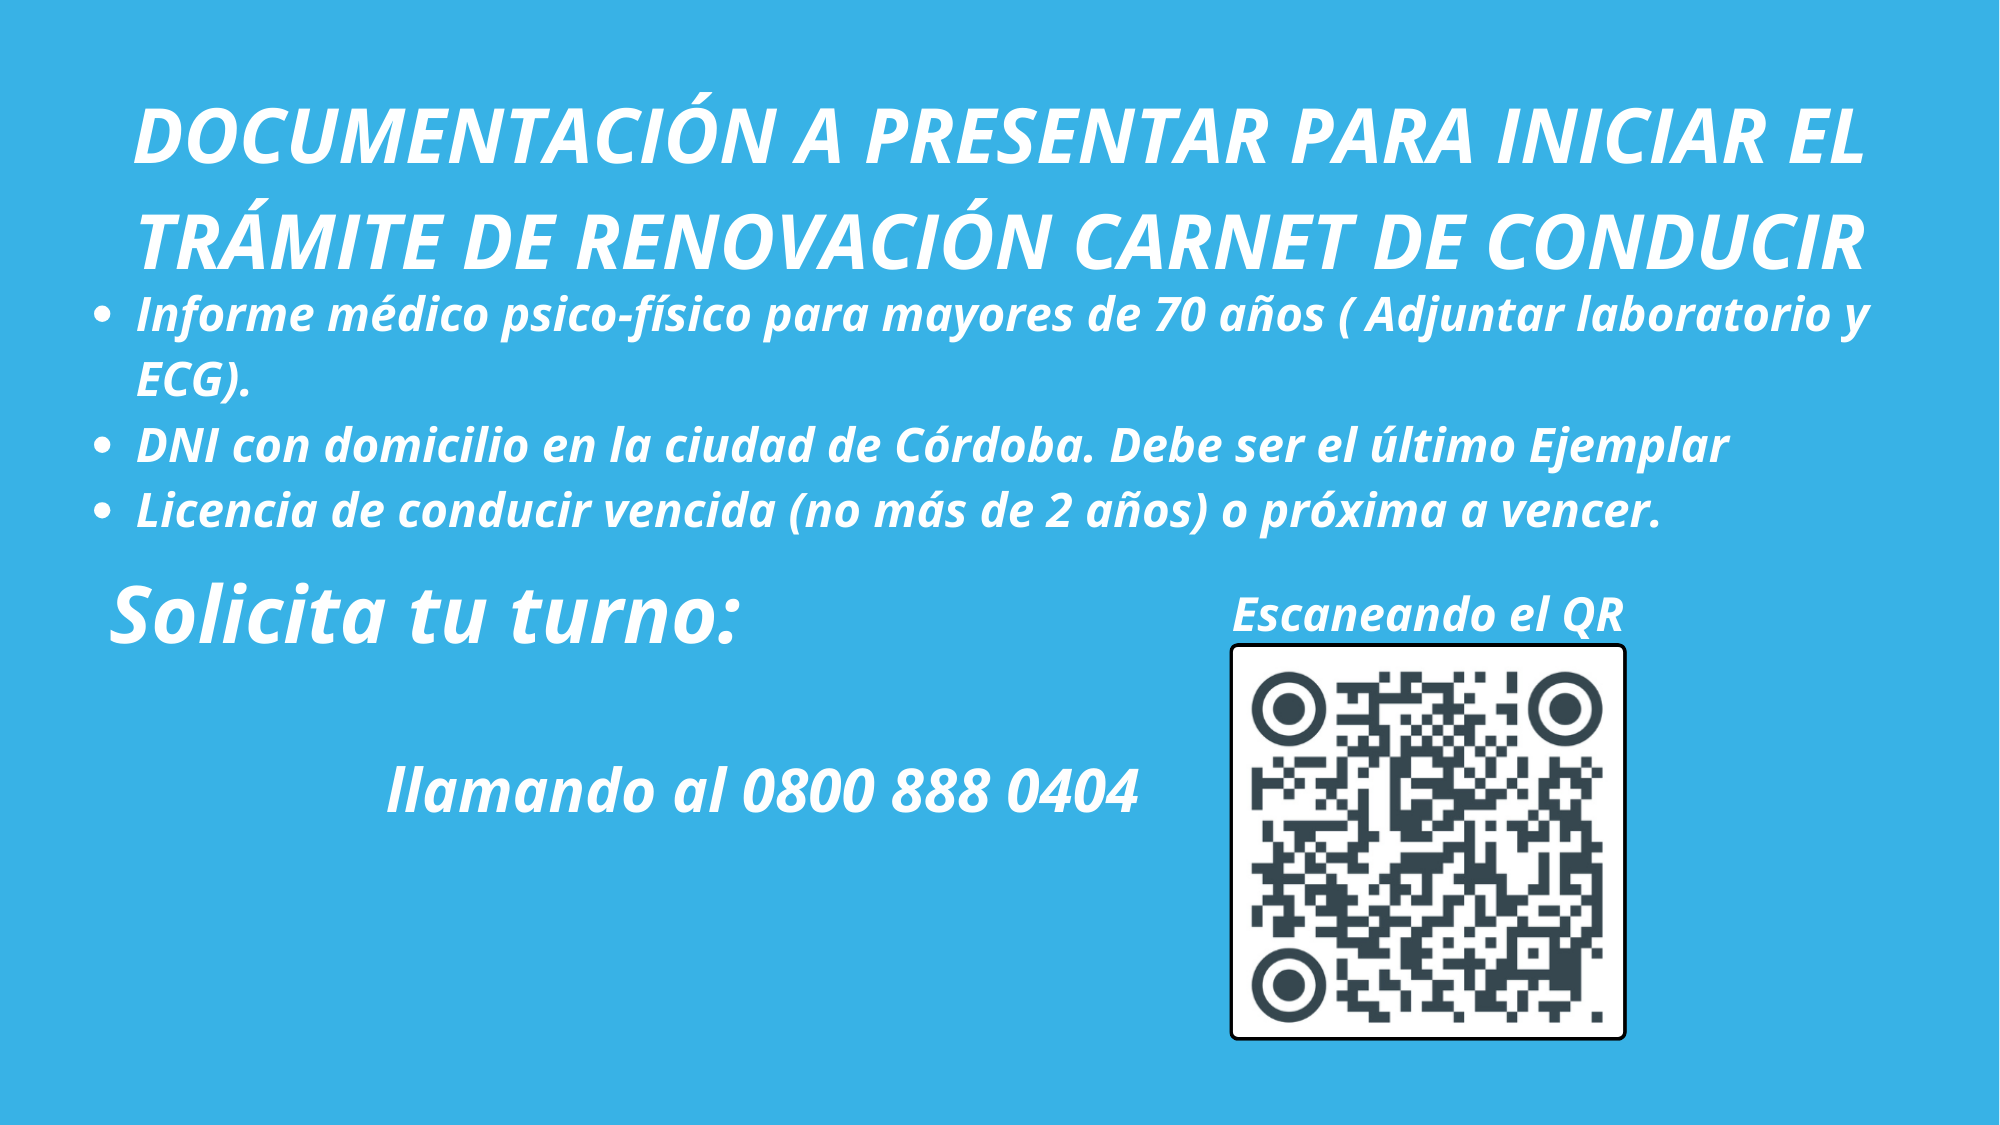 DOCUMENTACIÓN A PRESENTAR PARA INICIAR EL
TRÁMITE DE RENOVACIÓN CARNET DE CONDUCIR
• Informe médico psico-físico para mayores de 70 años ( Adjuntar laboratorio y
ECG).
• DNI con domicilio en la ciudad de Córdoba. Debe ser el último Ejemplar
• Licencia de conducir vencida (no más de 2 años) o próxima a vencer.
Solicita tu turno:
Escaneando el QR
llamando al 0800 888 0404